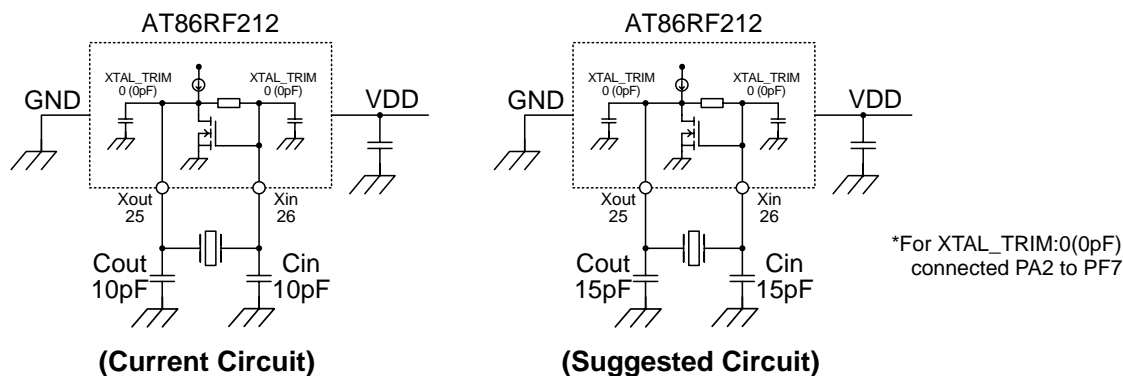 AT86RF212
XTAL_TRIM
0 (0pF)
XTAL_TRIM
0 (0pF)
GND
VDD
Xout
25
Xin
26
Cout
10pF
Cin
10pF
(Current Circuit)
AT86RF212
XTAL_TRIM
0 (0pF)
XTAL_TRIM
0 (0pF)
GND
VDD
Xout
25
Xin
26
Cout
15pF
Cin
15pF
(Suggested Circuit)
*For XTAL_TRIM:0(0pF)
connected PA2 to PF7